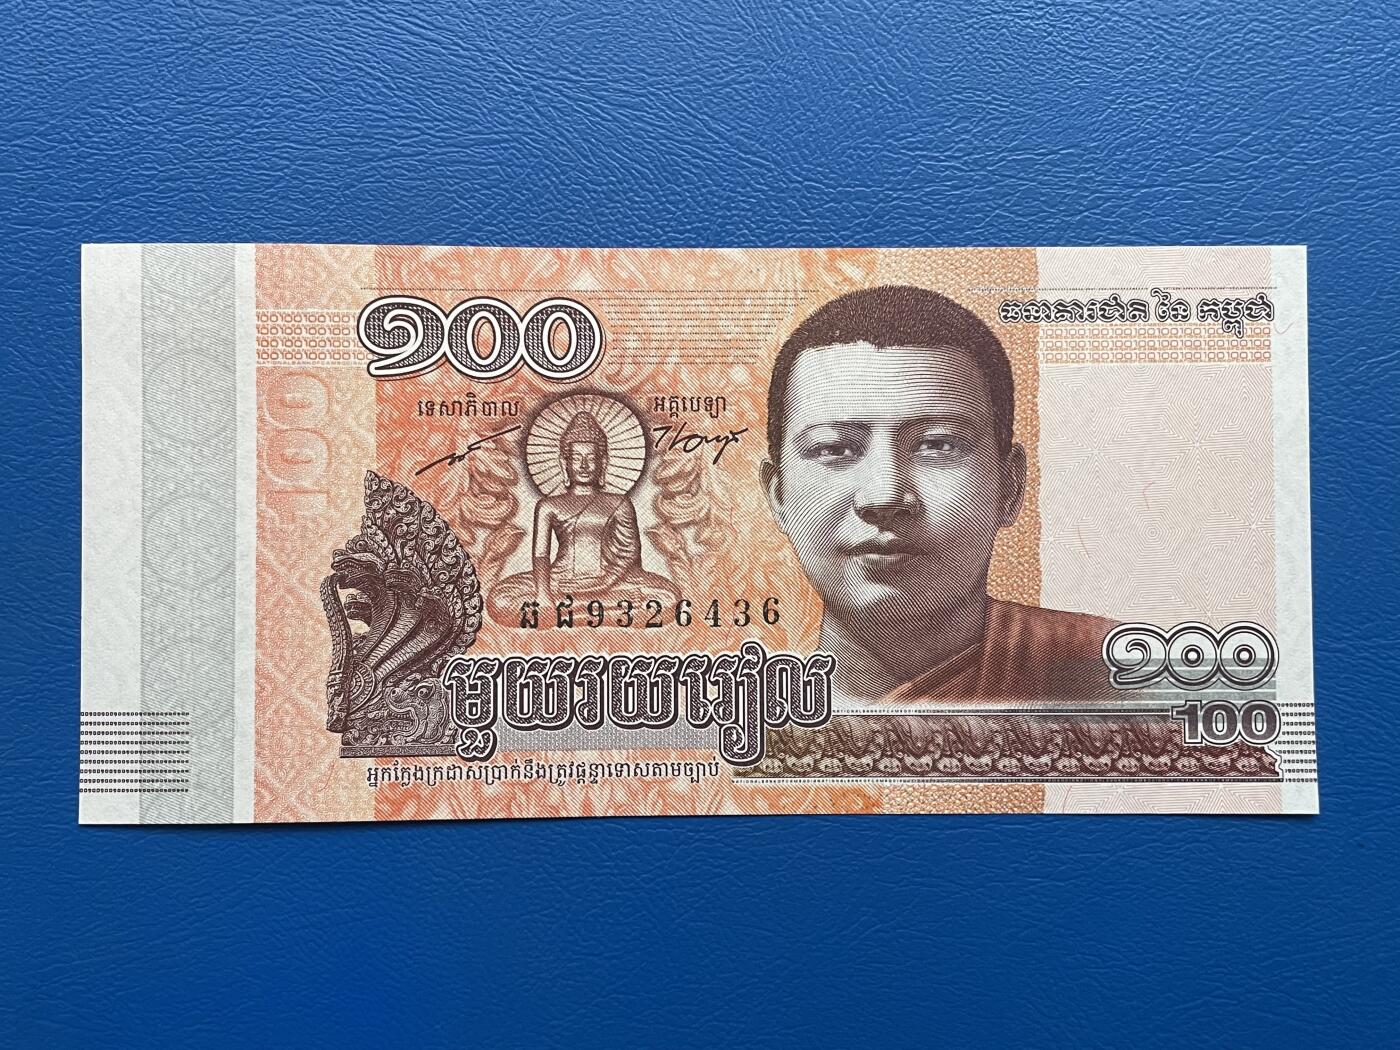 ១០០
ធនាគារជាតិ នៃ កម្ពុជា
100
ទេសាភិបាល
អគ្គបេឡា
ឆ ជ 9326436
មួយរយរៀល
១០០
100
អ្នកក្លែងក្រដាសប្រាក់នឹងត្រូវផ្តន្ទាទោសតាមច្បាប់